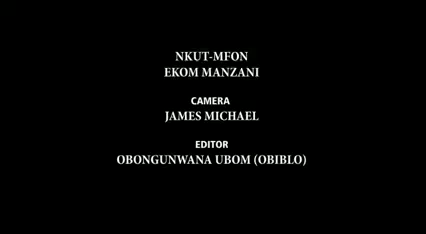 NKUT-MFON
EKOM MANZANI
CAMERA
JAMES MICHAEL
EDITOR
OBONGUNWANA UBOM (OBIBLO)